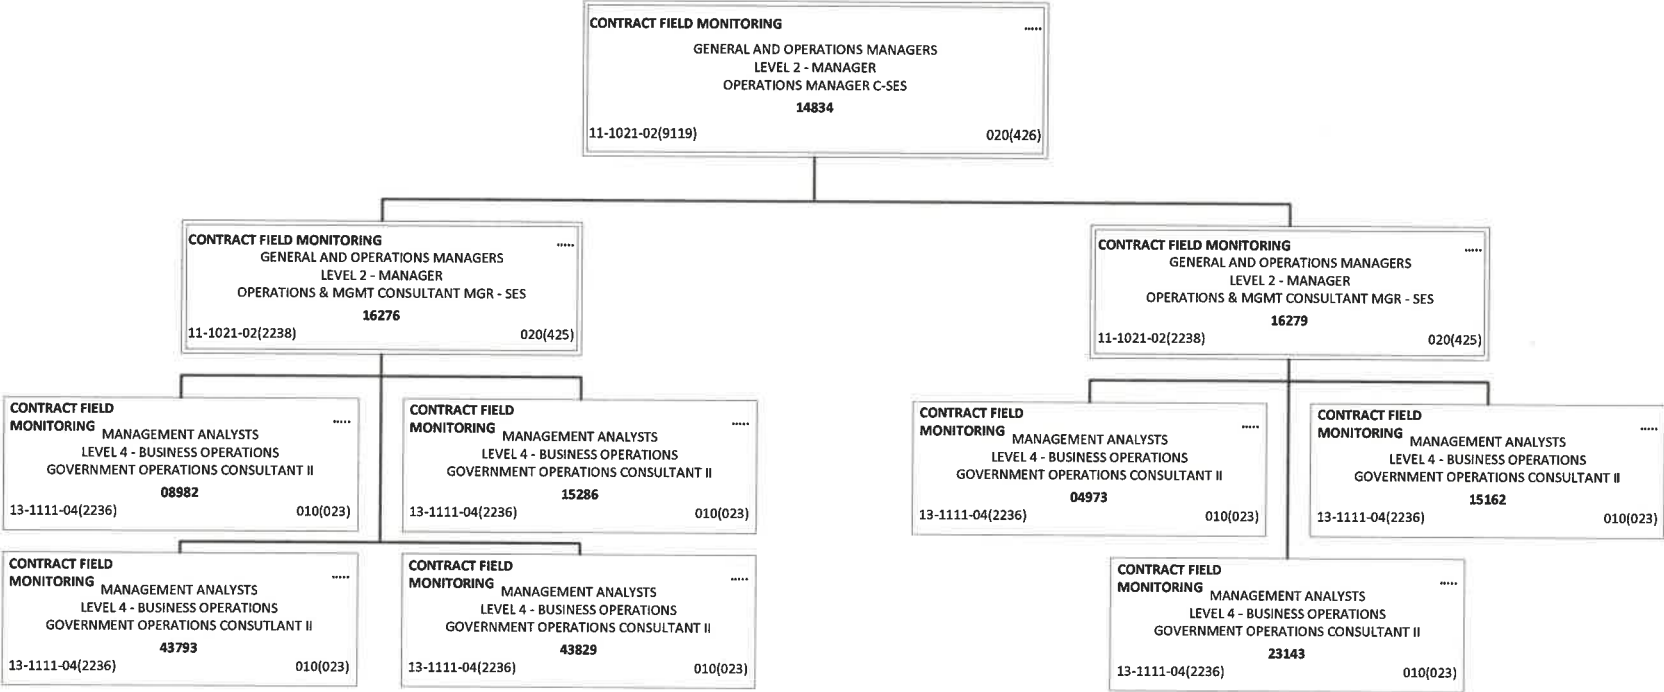 CONTRACT FIELD MONITORING .....
GENERAL AND OPERATIONS MANAGERS
LEVEL 2 - MANAGER
OPERATIONS MANAGER C-SES
14834
11-1021-02(9119) 020(426)
CONTRACT FIELD MONITORING .....
GENERAL AND OPERATIONS MANAGERS
LEVEL 2 - MANAGER
OPERATIONS & MGMT CONSULTANT MGR - SES
16276
11-1021-02(2238) 020(425)
CONTRACT FIELD MONITORING .....
GENERAL AND OPERATIONS MANAGERS
LEVEL 2 - MANAGER
OPERATIONS & MGMT CONSULTANT MGR - SES
16279
11-1021-02(2238) 020(425)
CONTRACT FIELD
MONITORING .....
MANAGEMENT ANALYSTS
LEVEL 4 - BUSINESS OPERATIONS
GOVERNMENT OPERATIONS CONSULTANT II
08982
13-1111-04(2236) 010(023)
CONTRACT FIELD
MONITORING .....
MANAGEMENT ANALYSTS
LEVEL 4 - BUSINESS OPERATIONS
GOVERNMENT OPERATIONS CONSULTANT II
15286
13-1111-04(2236) 010(023)
CONTRACT FIELD
MONITORING .....
MANAGEMENT ANALYSTS
LEVEL 4 - BUSINESS OPERATIONS
GOVERNMENT OPERATIONS CONSULTANT II
04973
13-1111-04(2236) 010(023)
CONTRACT FIELD
MONITORING .....
MANAGEMENT ANALYSTS
LEVEL 4 - BUSINESS OPERATIONS
GOVERNMENT OPERATIONS CONSULTANT II
15162
13-1111-04(2236) 010(023)
CONTRACT FIELD
MONITORING .....
MANAGEMENT ANALYSTS
LEVEL 4 - BUSINESS OPERATIONS
GOVERNMENT OPERATIONS CONSUTLANT II
43793
13-1111-04(2236) 010(023)
CONTRACT FIELD
MONITORING .....
MANAGEMENT ANALYSTS
LEVEL 4 - BUSINESS OPERATIONS
GOVERNMENT OPERATIONS CONSULTANT II
43829
13-1111-04(2236) 010(023)
CONTRACT FIELD
MONITORING .....
MANAGEMENT ANALYSTS
LEVEL 4 - BUSINESS OPERATIONS
GOVERNMENT OPERATIONS CONSULTANT II
23143
13-1111-04(2236) 010(023)